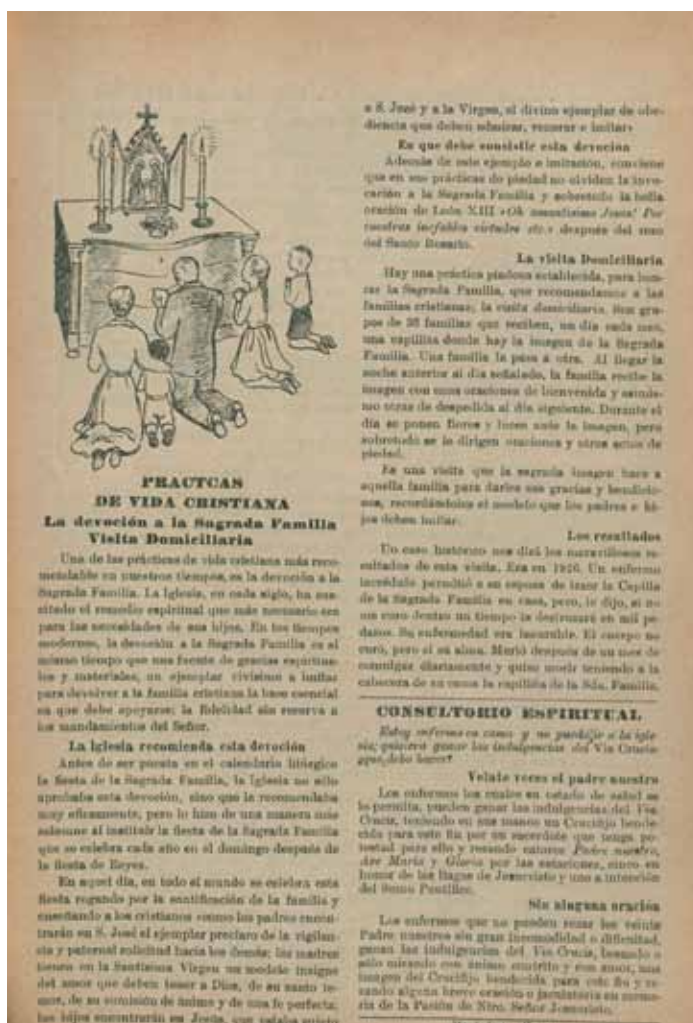 PRACTCAS
DE VIDA CRISTIANA
La devoción a la Sagrada Familia
Visita Domiciliaria
Una de las prácticas de vida cristiana más reco-
mendable en nuestros tiempos, es la devoción a la
Sagrada Familia. La Iglesia, en cada siglo, ha sus-
citado el remedio espiritual que más necesario era
para las necesidades de sus hijos. En los tiempos
modernos, la devoción a la Sagrada Familia es al
mismo tiempo que una fuente de gracias espiritua-
les y materiales, un ejemplar vivísimo a imitar
para devolver a la familia cristiana la base esencial
en que debe apoyarse: la fidelidad sin reserva a
los mandamientos del Señor.
La Iglesia recomienda esta devoción
Antes de ser puesta en el calendario litúrgico
la fiesta de la Sagrada Familia, la Iglesia no sólo
aprobaba esta devoción, sino que la recomendaba
muy eficazmente, pero lo hizo de una manera más
solemne al instituir la fiesta de la Sagrada Familia
que se celebra cada año en el domingo después de
la fiesta de Reyes.
En aquel día, en todo el mundo se celebra esta
fiesta rogando por la santificación de la familia y
enseñando a los cristianos «como los padres encon-
trarán en S. José el ejemplar preclaro de la vigilan-
cia y paternal solicitud hacia los demás; las madres
tienen en la Santísima Virgen un modelo insigne
del amor que deben tener a Dios, de su santo te-
mor, de su sumisión de ánimo y de una fe perfecta;
los hijos encontrarán en Jesús, que estaba sujeto
a S. José y a la Virgen, el divino ejemplar de obe-
diencia que deben admirar, venerar e imitar»
En que debe consistir esta devoción
Además de este ejemplo e imitación, conviene
que en sus prácticas de piedad no olviden la invo-
cación a la Sagrada Familia y sobretodo la bella
oración de León XIII «Oh amantísimo Jesús! Por
vuestras inefables virtudes etc.» después del rezo
del Santo Rosario.
La visita Domiciliaria
Hay una práctica piadosa establecida, para hon-
rar la Sagrada Familia, que recomendamos a las
familias cristianas; la visita domiciliaria. Son gru-
pos de 30 familias que reciben, un día cada mes,
una capillita donde hay la imagen de la Sagrada
Familia. Una familia la pasa a otra. Al llegar la
noche anterior al día señalado, la familia recibe la
imagen con unas oraciones de bienvenida y asimis-
mo otras de despedida al día siguiente. Durante el
día se ponen flores y luces ante la imagen, pero
sobretodo se le dirigen oraciones y otros actos de
piedad.
Es una visita que la sagrada imagen hace a
aquella familia para darles sus gracias y bendicio-
nes, recordándoles el modelo que los padres e hi-
jos deben imitar.
Los resultados
Un caso histórico nos dirá los maravillosos re-
sultados de esta visita. Era en 1926. Un enfermo
incrédulo permitió a su esposa de traer la Capilla
de la Sagrada Familia en casa, pero, le dijo, si no
me curo dentro un tiempo la destrozaré en mil pe-
dazos. Su enfermedad era incurable. El cuerpo no
curó, pero sí su alma. Murió después de un mes de
comulgar diariamente y quiso morir teniendo a la
cabecera de su cama la capillita de la Sda. Familia.
CONSULTORIO ESPIRITUAL
Estoy enfermo en cama y no pudiéndo ir a la igle-
sia; quisiera ganar las indulgencias del Via Crucis
¿qué debo hacer?
Veinte veces el padre nuestro
Los enfermos los cuales su estado de salud se
lo permita, pueden ganar las indulgencias del Via
Crucis, teniendo en sus manos un Crucifijo bende-
cida para este fin por un sacerdote que tenga po-
testad para ello y rezando catorce Padre nuestro,
Ave María y Gloria por las estaciones, cinco en
honor de las llagas de Jesucristo y uno a intención
del Sumo Pontífice.
Sin ninguna oración
Los enfermos que no pueden rezar los veinte
Padre nuestros sin gran incomodidad o dificultad,
ganan las indulgencias del Via Crucis, besando o
sólo mirando con ánimo contrito y con amor, una
imagen del Crucifijo bendecida para este fin y re-
zando alguna breve oración o jaculatoria en memo-
ria de la Pasión de Ntro. Señor Jesucristo.